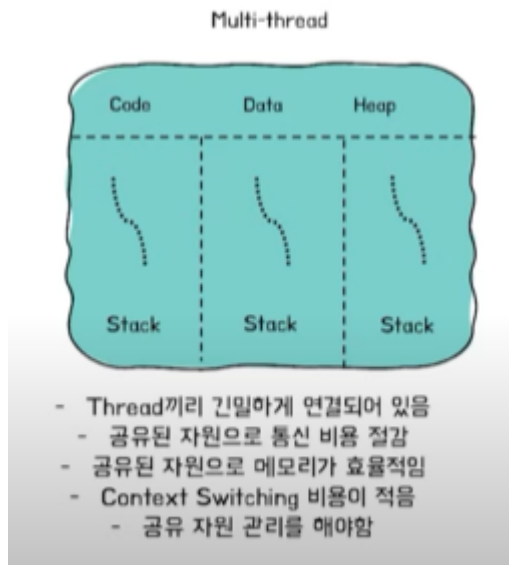 Multi-thread
Code Data Heap
Stack Stack Stack
- Thread끼리 긴밀하게 연결되어 있음
- 공유된 자원으로 통신 비용 절감
- 공유된 자원으로 메모리가 효율적임
- Context Switching 비용이 적음
- 공유 자원 관리를 해야함